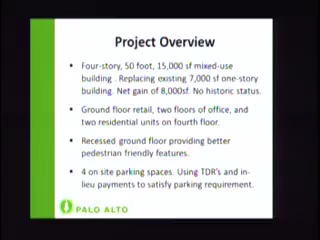 Project Overview
• Four-story, 50 foot, 15,000 sf mixed-use
building . Replacing existing 7,000 sf one-story
building. Net gain of 8,000sf. No historic status.
• Ground floor retail, two floors of office, and
two residential units on fourth floor.
• Recessed ground floor providing better
pedestrian friendly features.
• 4 on site parking spaces. Using TDR's and in-
lieu payments to satisfy parking requirement.
PALO ALTO